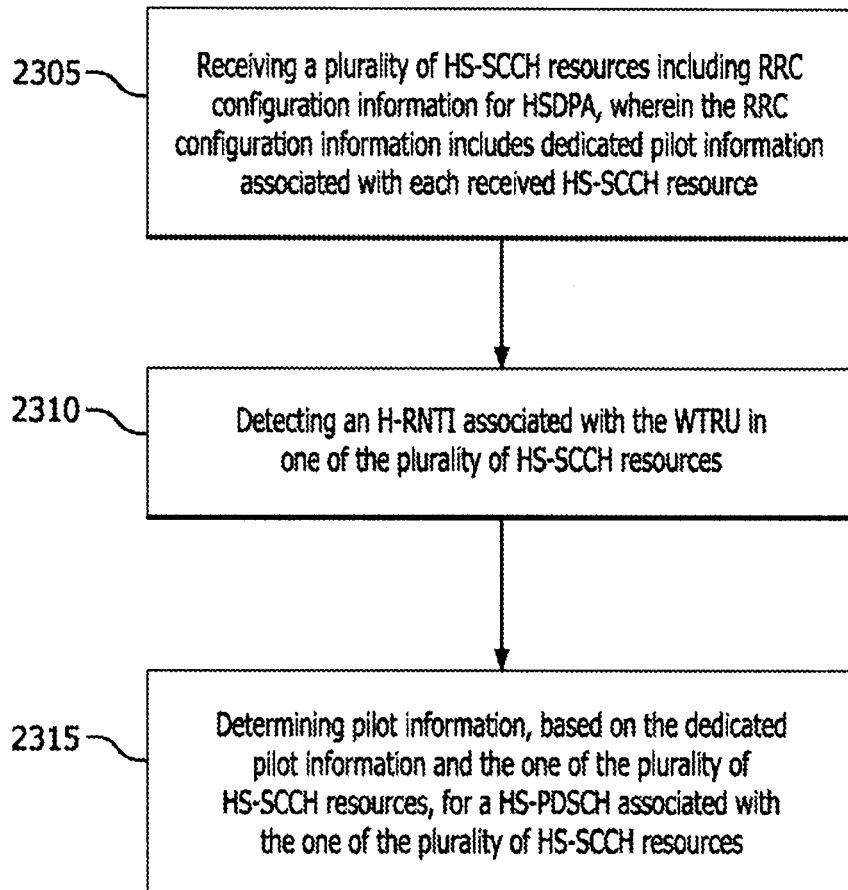 2305
Receiving a plurality of HS-SCCH resources including RRC
configuration information for HSDPA, wherein the RRC
configuration information includes dedicated pilot information
associated with each received HS-SCCH resource
2310
Detecting an H-RNTI associated with the WTRU in
one of the plurality of HS-SCCH resources
2315
Determining pilot information, based on the dedicated
pilot information and the one of the plurality of
HS-SCCH resources, for a HS-PDSCH associated with
the one of the plurality of HS-SCCH resources